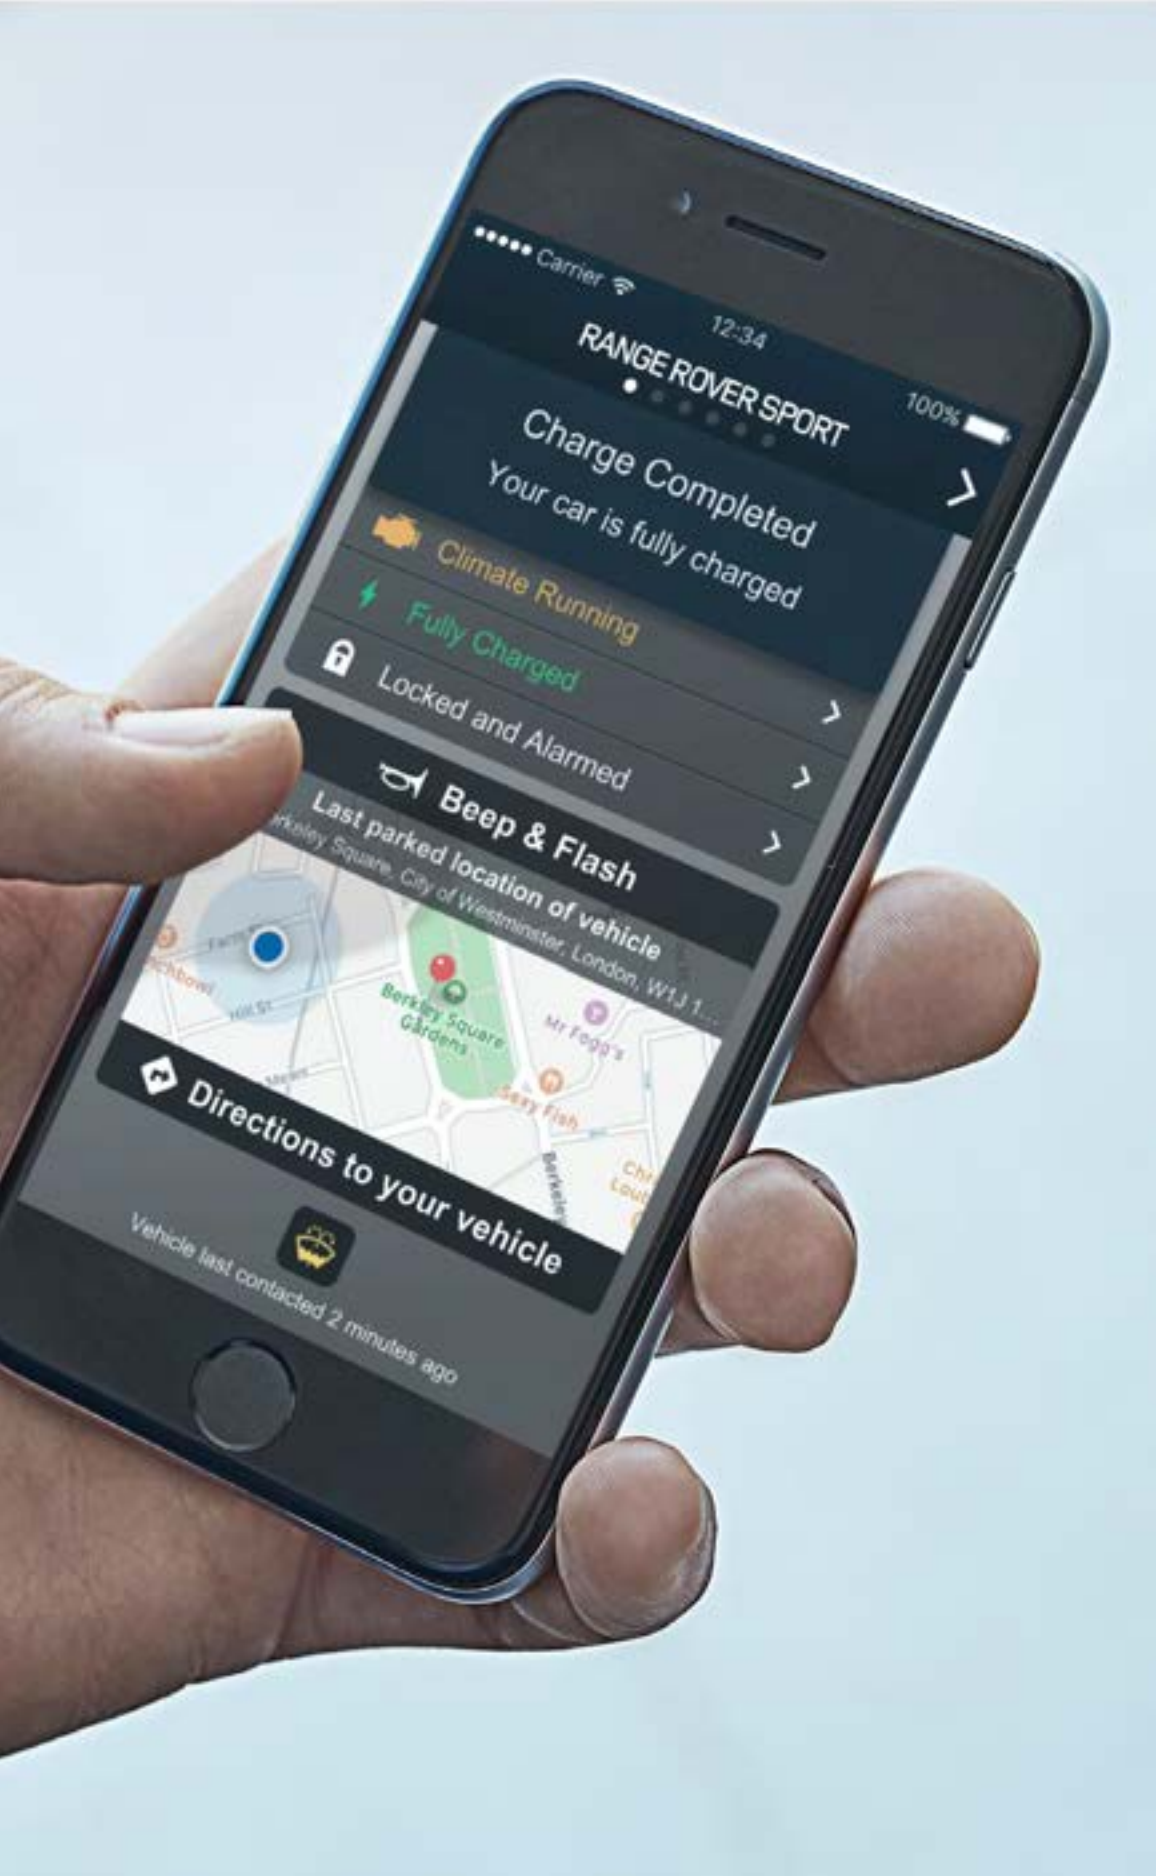 Carrier
12:34
100%
RANGE ROVER SPORT
Charge Completed
Your car is fully charged
Climate Running
Fully Charged
Locked and Alarmed
Beep & Flash
Last parked location of vehicle
Square, City of Westminster, London, W1J 1...
Hill St
Berkley Square
Gardens
Mr Fogg's
Sexy Fish
Mews
Directions to your vehicle
Vehicle last contacted 2 minutes ago